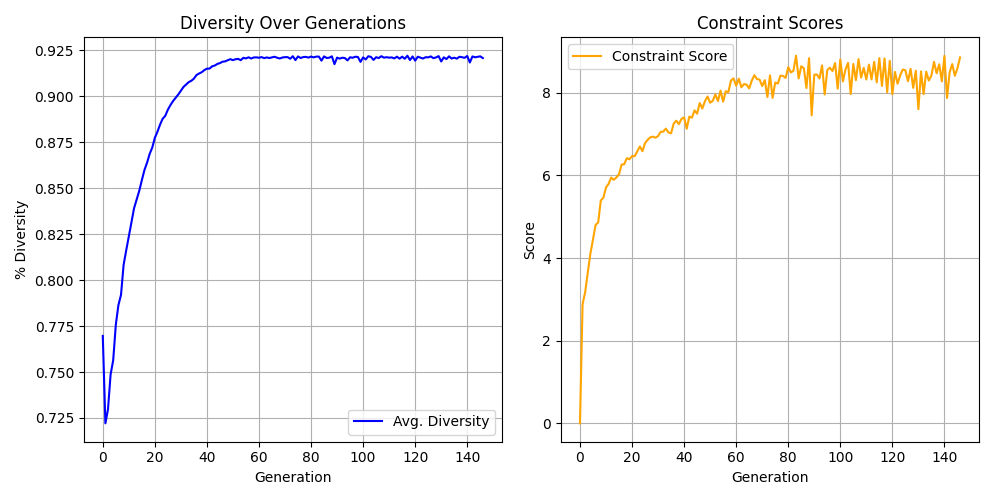 Diversity Over Generations
% Diversity
0.925
0.900
0.875
0.850
0.825
0.800
0.775
0.750
0.725
Avg. Diversity
0 20 40 60 80 100 120 140
Generation
Constraint Scores
Constraint Score
Score
8
6
4
2
0
0 20 40 60 80 100 120 140
Generation